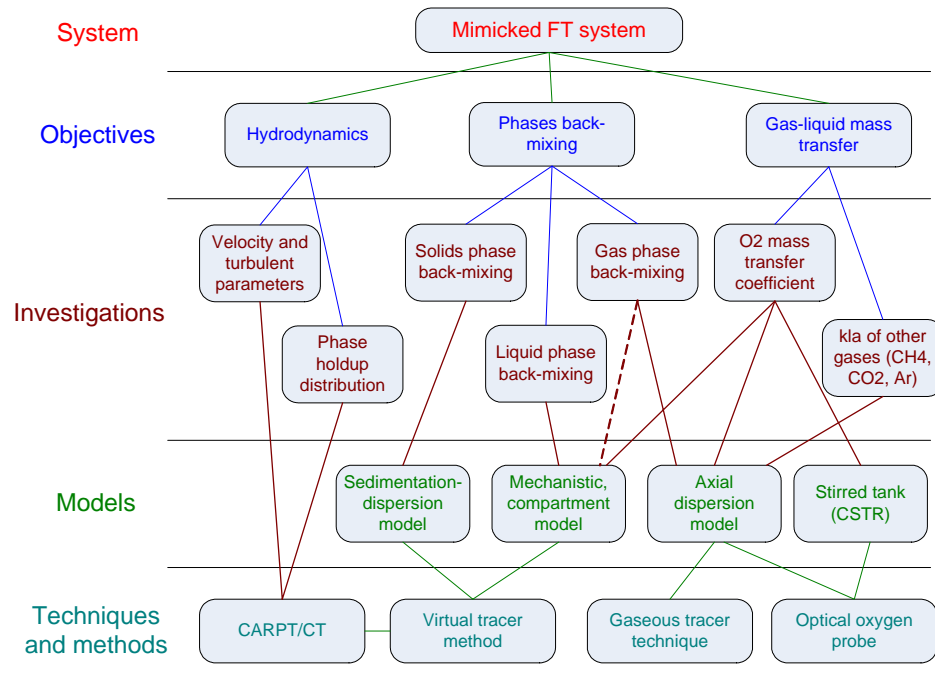 System
Mimicked FT system
Objectives
Hydrodynamics
Phases back-
mixing
Gas-liquid mass
transfer
Investigations
Velocity and
turbulent
parameters
Solids phase
back-mixing
Gas phase
back-mixing
O2 mass
transfer
coefficient
Phase
holdup
distribution
Liquid phase
back-mixing
kla of other
gases (CH4,
CO2, Ar)
Models
Sedimentation-
dispersion
model
Mechanistic,
compartment
model
Axial
dispersion
model
Stirred tank
(CSTR)
Techniques
and methods
CARPT/CT
Virtual tracer
method
Gaseous tracer
technique
Optical oxygen
probe